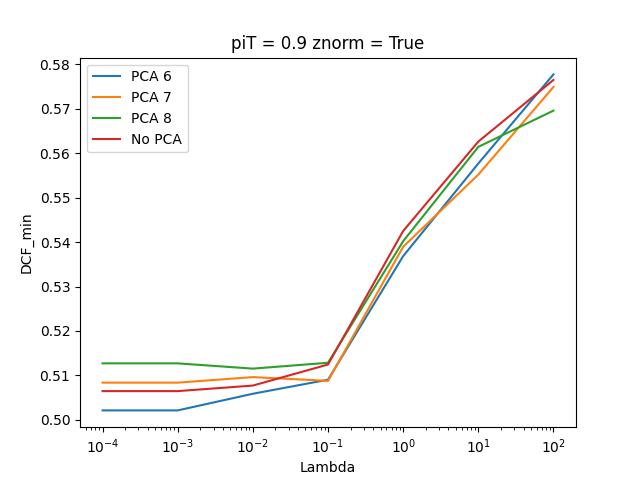 piT = 0.9 znorm = True
PCA 6
PCA 7
PCA 8
No PCA
DCF_min
0.58
0.57
0.56
0.55
0.54
0.53
0.52
0.51
0.50
10⁻⁴ 10⁻³ 10⁻² 10⁻¹ 10⁰ 10¹ 10²
Lambda